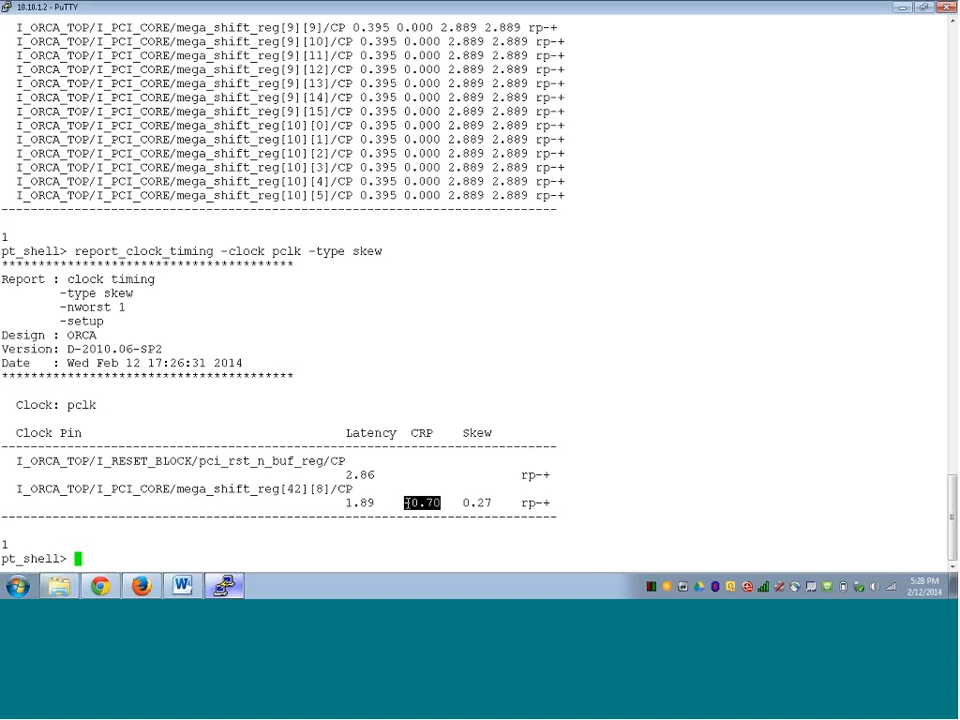 10.10.1.2 - PuTTY
I_ORCA_TOP/I_PCI_CORE/mega_shift_reg[9][9]/CP 0.395 0.000 2.889 2.889 rp-+
I_ORCA_TOP/I_PCI_CORE/mega_shift_reg[9][10]/CP 0.395 0.000 2.889 2.889 rp-+
I_ORCA_TOP/I_PCI_CORE/mega_shift_reg[9][11]/CP 0.395 0.000 2.889 2.889 rp-+
I_ORCA_TOP/I_PCI_CORE/mega_shift_reg[9][12]/CP 0.395 0.000 2.889 2.889 rp-+
I_ORCA_TOP/I_PCI_CORE/mega_shift_reg[9][13]/CP 0.395 0.000 2.889 2.889 rp-+
I_ORCA_TOP/I_PCI_CORE/mega_shift_reg[9][14]/CP 0.395 0.000 2.889 2.889 rp-+
I_ORCA_TOP/I_PCI_CORE/mega_shift_reg[9][15]/CP 0.395 0.000 2.889 2.889 rp-+
I_ORCA_TOP/I_PCI_CORE/mega_shift_reg[10][0]/CP 0.395 0.000 2.889 2.889 rp-+
I_ORCA_TOP/I_PCI_CORE/mega_shift_reg[10][1]/CP 0.395 0.000 2.889 2.889 rp-+
I_ORCA_TOP/I_PCI_CORE/mega_shift_reg[10][2]/CP 0.395 0.000 2.889 2.889 rp-+
I_ORCA_TOP/I_PCI_CORE/mega_shift_reg[10][3]/CP 0.395 0.000 2.889 2.889 rp-+
I_ORCA_TOP/I_PCI_CORE/mega_shift_reg[10][4]/CP 0.395 0.000 2.889 2.889 rp-+
I_ORCA_TOP/I_PCI_CORE/mega_shift_reg[10][5]/CP 0.395 0.000 2.889 2.889 rp-+
----------------------------------------------------------------------------
1
pt_shell> report_clock_timing -clock pclk -type skew
****************************************
Report : clock timing
-type skew
-nworst 1
-setup
Design : ORCA
Version: D-2010.06-SP2
Date : Wed Feb 12 17:26:31 2014
****************************************
Clock: pclk
Clock Pin Latency CRP Skew
----------------------------------------------------------------------------
I_ORCA_TOP/I_RESET_BLOCK/pci_rst_n_buf_reg/CP
2.86 rp-+
I_ORCA_TOP/I_PCI_CORE/mega_shift_reg[42][8]/CP
1.89 -0.70 0.27 rp-+
----------------------------------------------------------------------------
1
pt_shell>
5:28 PM
2/12/2014